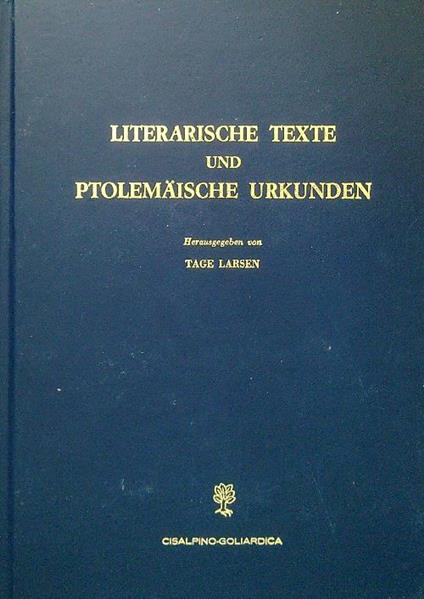 LITERARISCHE TEXTE
UND
PTOLEMÄISCHE URKUNDEN
Herausgegeben von
TAGE LARSEN
CISALPINO-GOLIARDICA